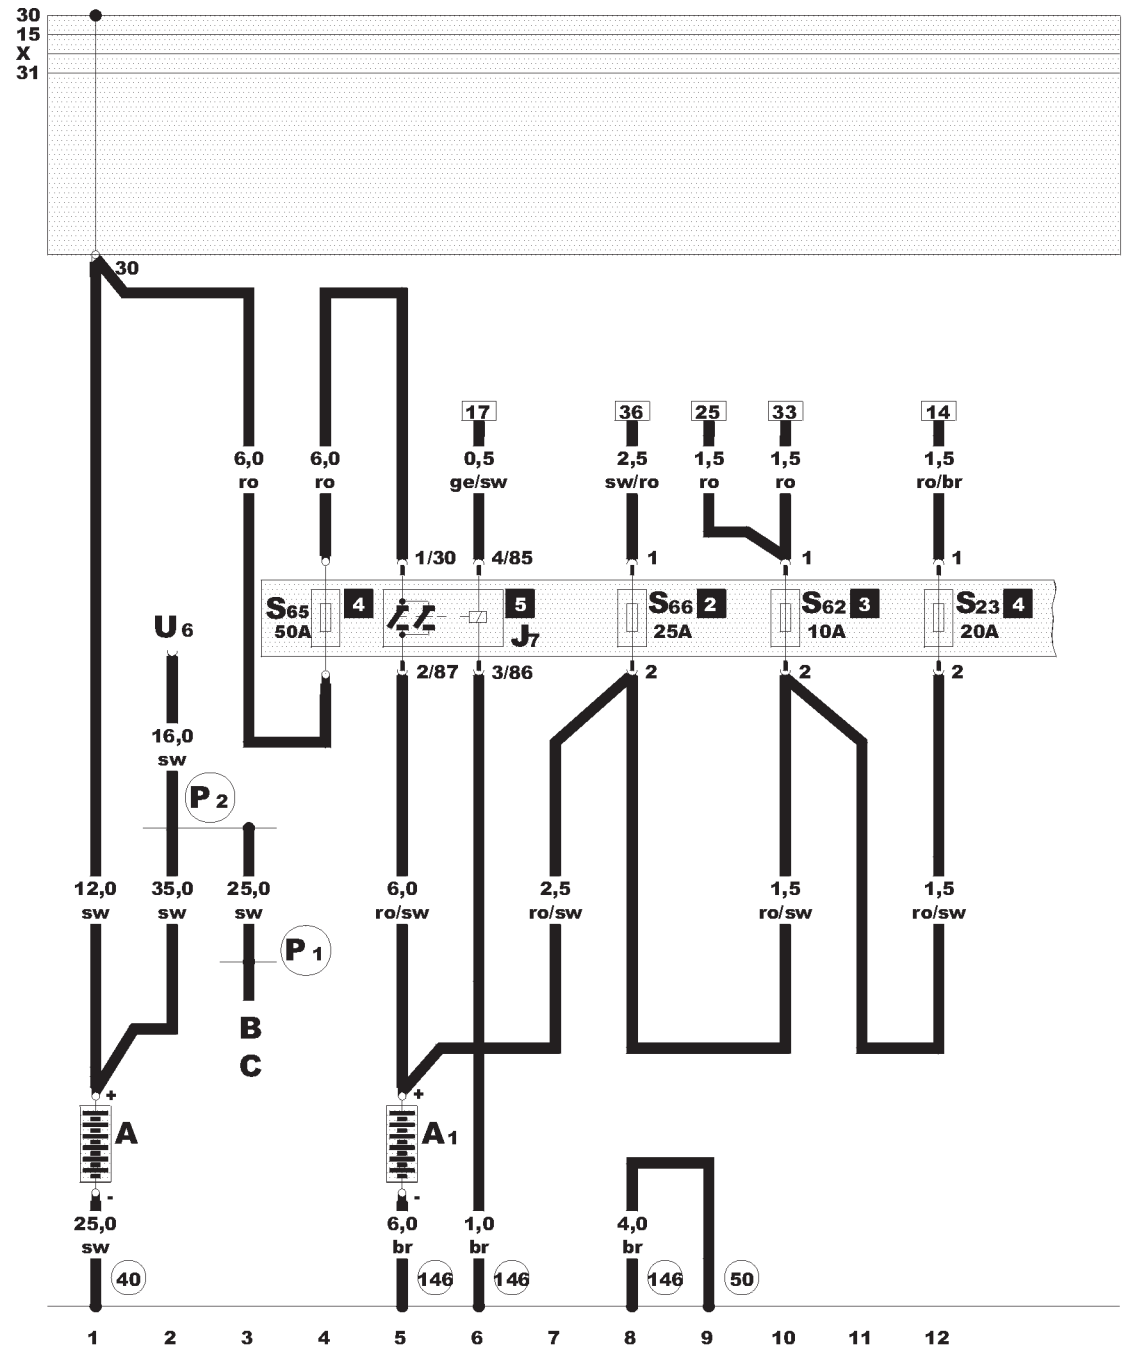 30
15
X
31
30
17 36 25 33 14
6,0 6,0 0,5 2,5 1,5 1,5 1,5
ro ro ge/sw sw/ro ro ro ro/br
1/30 4/85 1 1 1
S65 4 5 S66 2 S62 3 S23 4
50A J7 25A 10A 20A
U6
2/87 3/86 2 2 2
16,0
sw
P2
12,0 35,0 25,0 6,0 2,5 1,5 1,5
sw sw sw ro/sw ro/sw ro/sw ro/sw
P1
B
C
+ +
A A1
- -
25,0 6,0 1,0 4,0
sw br br br
40 146 146 146 50
1 2 3 4 5 6 7 8 9 10 11 12